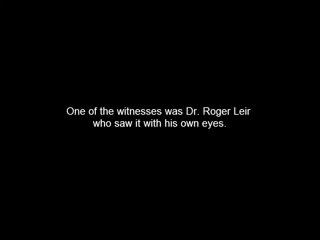 One of the witnesses was Dr. Roger Leir
who saw it with his own eyes.